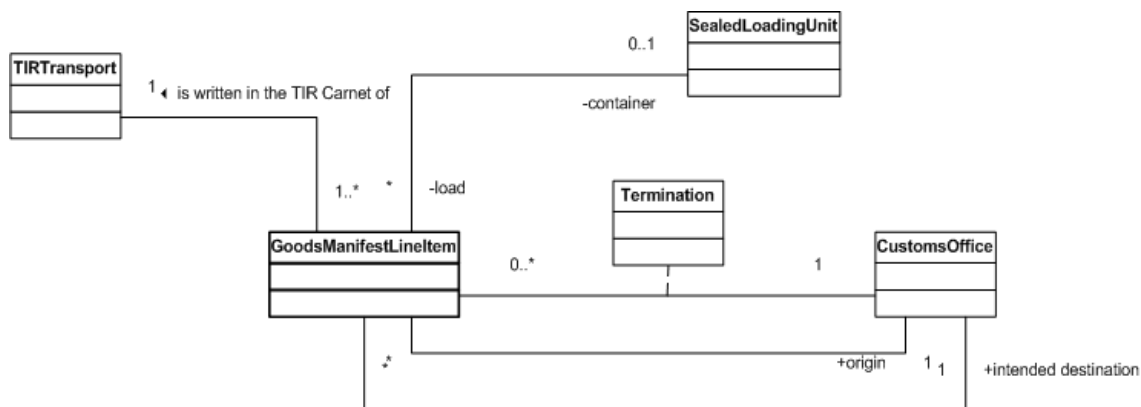 SealedLoadingUnit
0..1
TIRTransport
1 ◂ is written in the TIR Carnet of
-container
1..*
*
-load
Termination
GoodsManifestLineItem
CustomsOffice
0..*
1
*
*
+origin
1
1
+intended destination